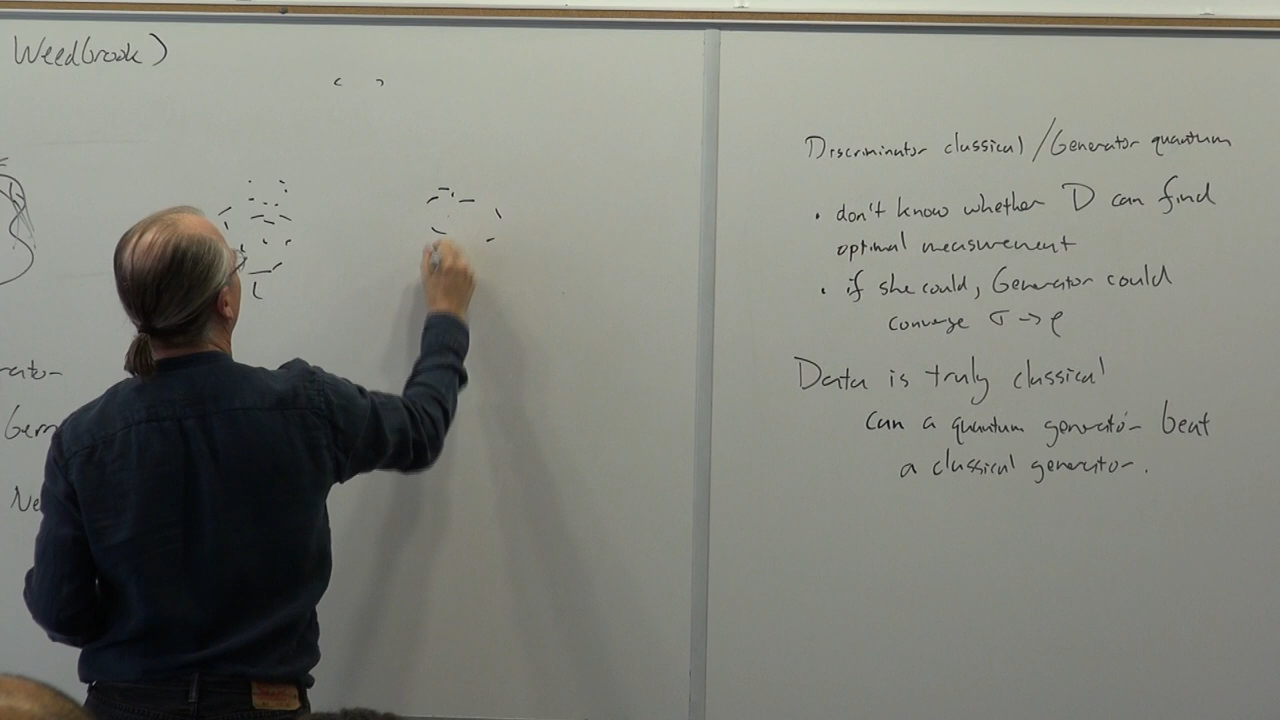 Weedbrook)
Discriminator classical / Generator quantum
• don't know whether D can find
optimal measurement
• if she could, Generator could
converge σ → ρ
Data is truly classical
can a quantum generator beat
a classical generator.